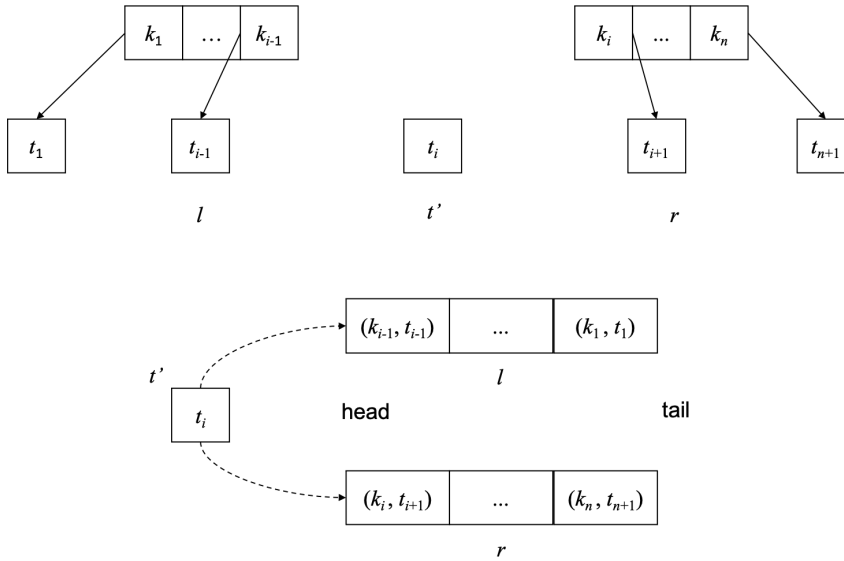 k₁ ... kᵢ₋₁ kᵢ ... kₙ
t₁ tᵢ₋₁ tᵢ tᵢ₊₁ tₙ₊₁
l t' r
(kᵢ₋₁, tᵢ₋₁) ... (k₁, t₁)
l
t'
tᵢ head tail
(kᵢ, tᵢ₊₁) ... (kₙ, tₙ₊₁)
r